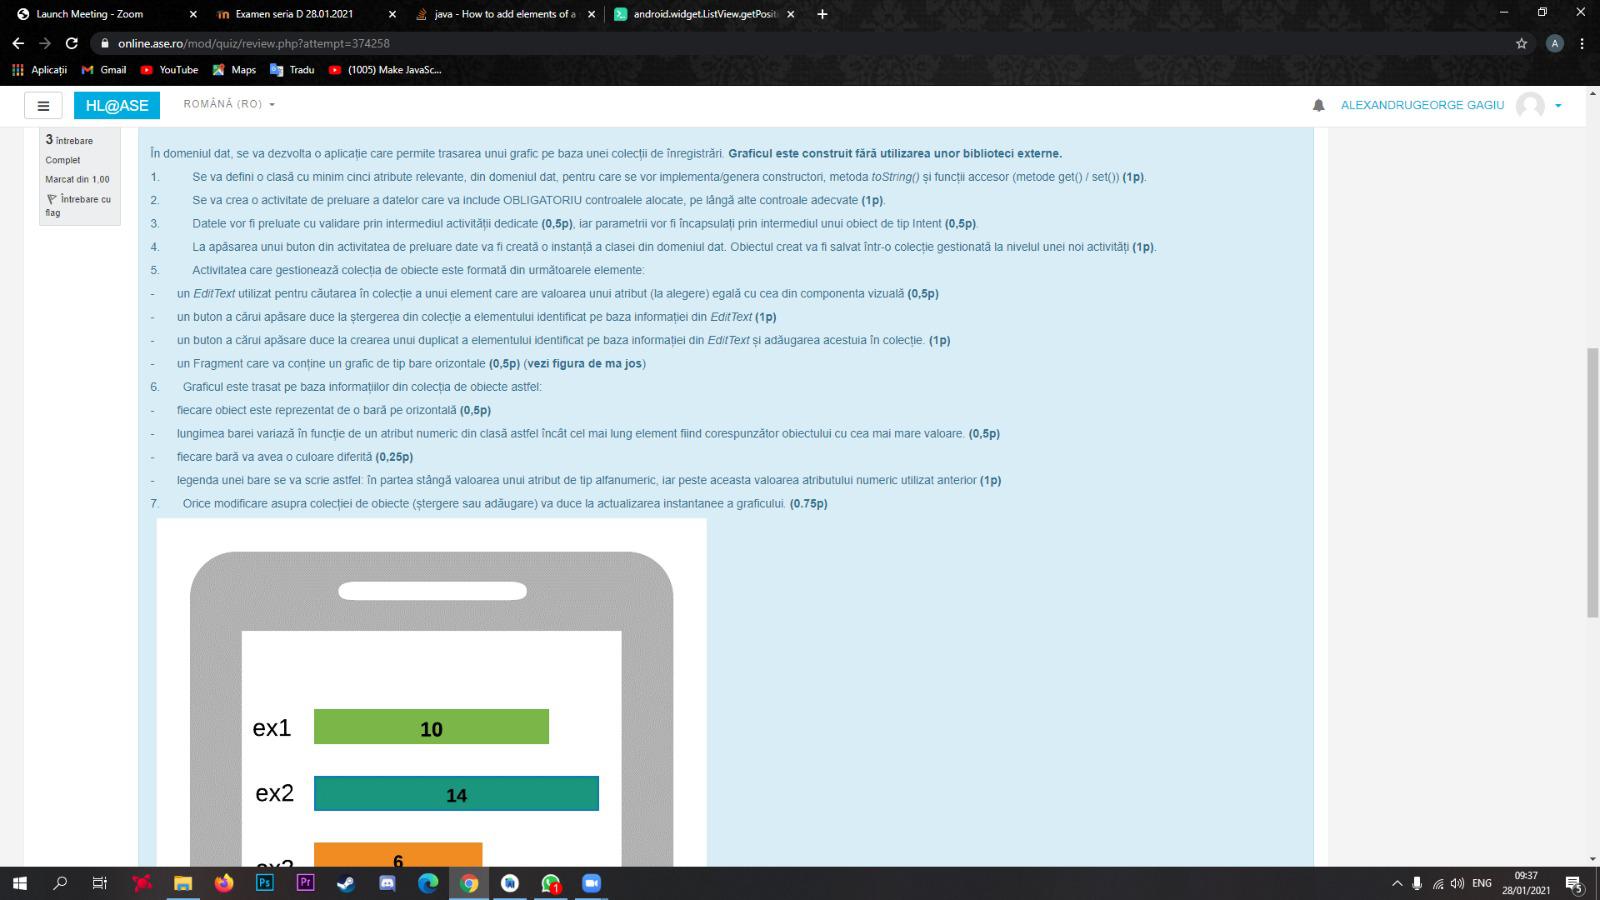 Launch Meeting - Zoom
Examen seria D 28.01.2021
java - How to add elements of a
android.widget.ListView.getPositi
online.ase.ro/mod/quiz/review.php?attempt=374258
A
Aplicații
Gmail
YouTube
Maps
Tradu
(1005) Make JavaSc...
HL@ASE
ROMÂNĂ (RO)
ALEXANDRUGEORGE GAGIU
3 întrebare
Complet
Marcat din 1,00
Întrebare cu
flag
În domeniul dat, se va dezvolta o aplicație care permite trasarea unui grafic pe baza unei colecții de înregistrări. Graficul este construit fără utilizarea unor biblioteci externe.
1. Se va defini o clasă cu minim cinci atribute relevante, din domeniul dat, pentru care se vor implementa/genera constructori, metoda toString() și funcții accesor (metode get() / set()) (1p).
2. Se va crea o activitate de preluare a datelor care va include OBLIGATORIU controalele alocate, pe lângă alte controale adecvate (1p).
3. Datele vor fi preluate cu validare prin intermediul activității dedicate (0,5p), iar parametrii vor fi încapsulați prin intermediul unui obiect de tip Intent (0,5p).
4. La apăsarea unui buton din activitatea de preluare date va fi creată o instanță a clasei din domeniul dat. Obiectul creat va fi salvat într-o colecție gestionată la nivelul unei noi activități (1p).
5. Activitatea care gestionează colecția de obiecte este formată din următoarele elemente:
- un EditText utilizat pentru căutarea în colecție a unui element care are valoarea unui atribut (la alegere) egală cu cea din componenta vizuală (0,5p)
- un buton a cărui apăsare duce la ștergerea din colecție a elementului identificat pe baza informației din EditText (1p)
- un buton a cărui apăsare duce la crearea unui duplicat a elementului identificat pe baza informației din EditText și adăugarea acestuia în colecție. (1p)
- un Fragment care va conține un grafic de tip bare orizontale (0,5p) (vezi figura de ma jos)
6. Graficul este trasat pe baza informațiilor din colecția de obiecte astfel:
- fiecare obiect este reprezentat de o bară pe orizontală (0,5p)
- lungimea barei variază în funcție de un atribut numeric din clasă astfel încât cel mai lung element fiind corespunzător obiectului cu cea mai mare valoare. (0,5p)
- fiecare bară va avea o culoare diferită (0,25p)
- legenda unei bare se va scrie astfel: în partea stângă valoarea unui atribut de tip alfanumeric, iar peste aceasta valoarea atributului numeric utilizat anterior (1p)
7. Orice modificare asupra colecției de obiecte (ștergere sau adăugare) va duce la actualizarea instantanee a graficului. (0.75p)
ex1 10
ex2 14
ex3 6
Ps
Pr
1
ENG
09:37
28/01/2021
5